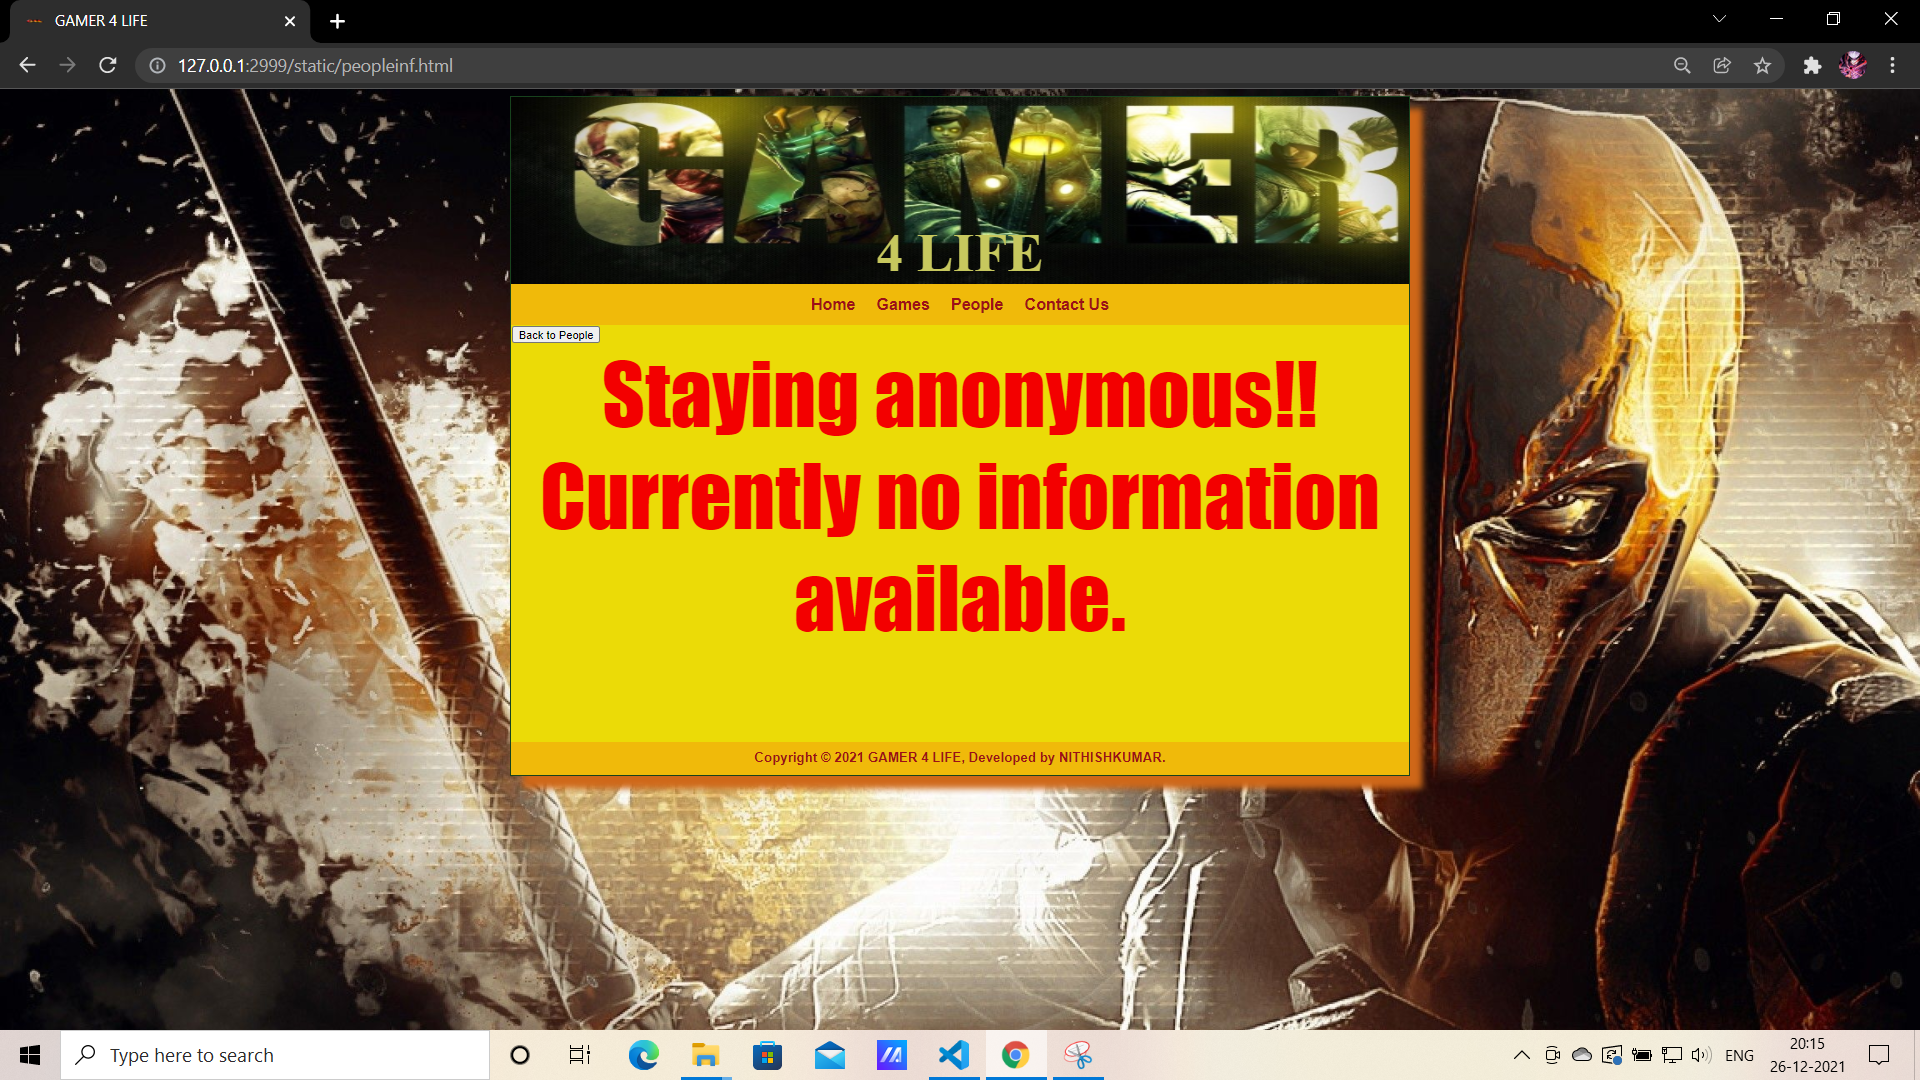 GAMER 4 LIFE
127.0.0.1:2999/static/peopleinf.html
GAMER
4 LIFE
Home Games People Contact Us
Back to People
Staying anonymous!!
Currently no information
available.
Copyright © 2021 GAMER 4 LIFE, Developed by NITHISHKUMAR.
Type here to search
ENG
20:15
26-12-2021